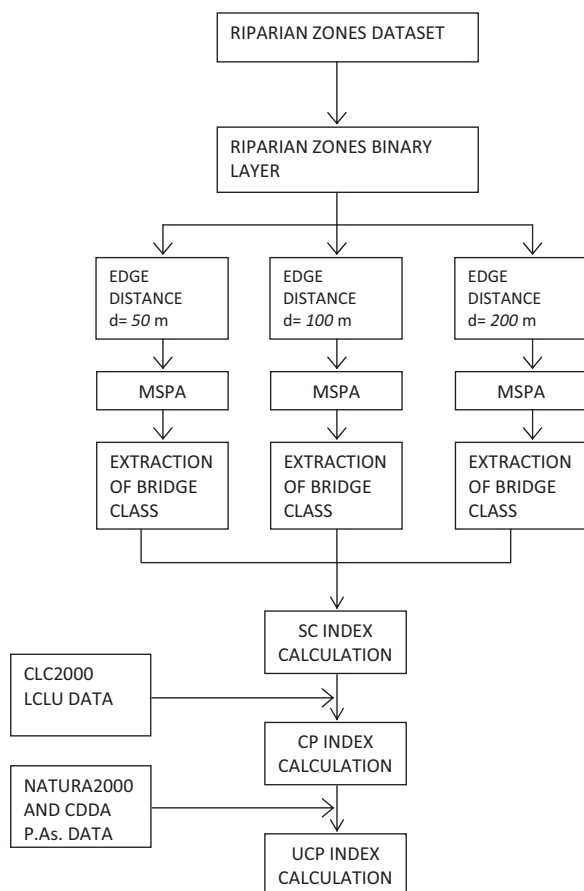 RIPARIAN ZONES DATASET
RIPARIAN ZONES BINARY
LAYER
EDGE
DISTANCE
d= 50 m
EDGE
DISTANCE
d= 100 m
EDGE
DISTANCE
d= 200 m
MSPA
MSPA
MSPA
EXTRACTION
OF BRIDGE
CLASS
EXTRACTION
OF BRIDGE
CLASS
EXTRACTION
OF BRIDGE
CLASS
SC INDEX
CALCULATION
CLC2000
LCLU DATA
CP INDEX
CALCULATION
NATURA2000
AND CDDA
P.As. DATA
UCP INDEX
CALCULATION